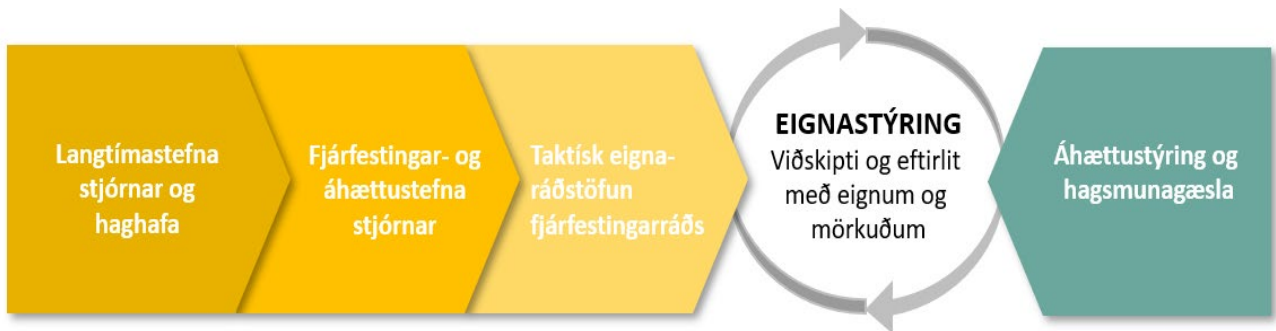 Langtímastefna
stjórnar og
haghafa
Fjárfestingar- og
áhættustefna
stjórnar
Taktísk eigna-
ráðstöfun
fjárfestingarráðs
EIGNASTÝRING
Viðskipti og eftirlit
með eignum og
mörkuðum
Áhættustýring og
hagsmunagæsla